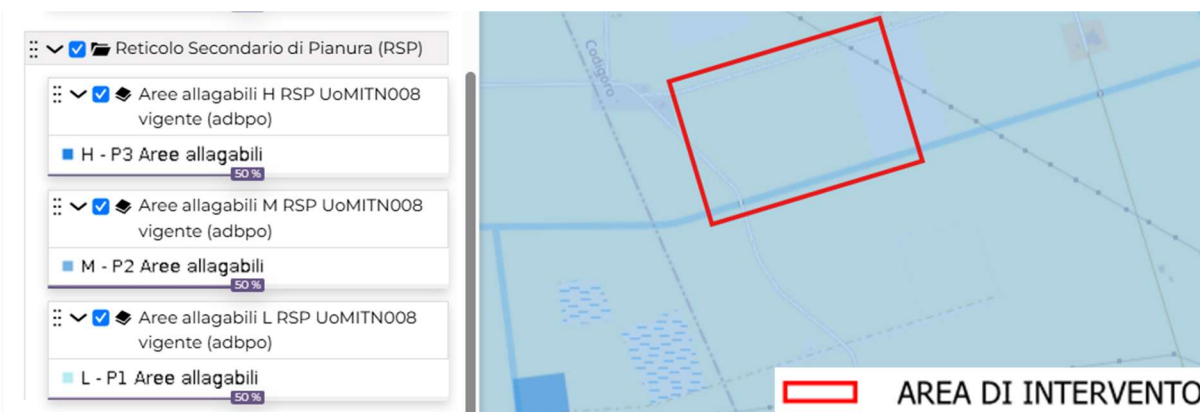 Reticolo Secondario di Pianura (RSP)
Aree allagabili H RSP UoMITN008
vigente (adbpo)
H - P3 Aree allagabili
50 %
Aree allagabili M RSP UoMITN008
vigente (adbpo)
M - P2 Aree allagabili
50 %
Aree allagabili L RSP UoMITN008
vigente (adbpo)
L - P1 Aree allagabili
50 %
Codigoro
AREA DI INTERVENTO